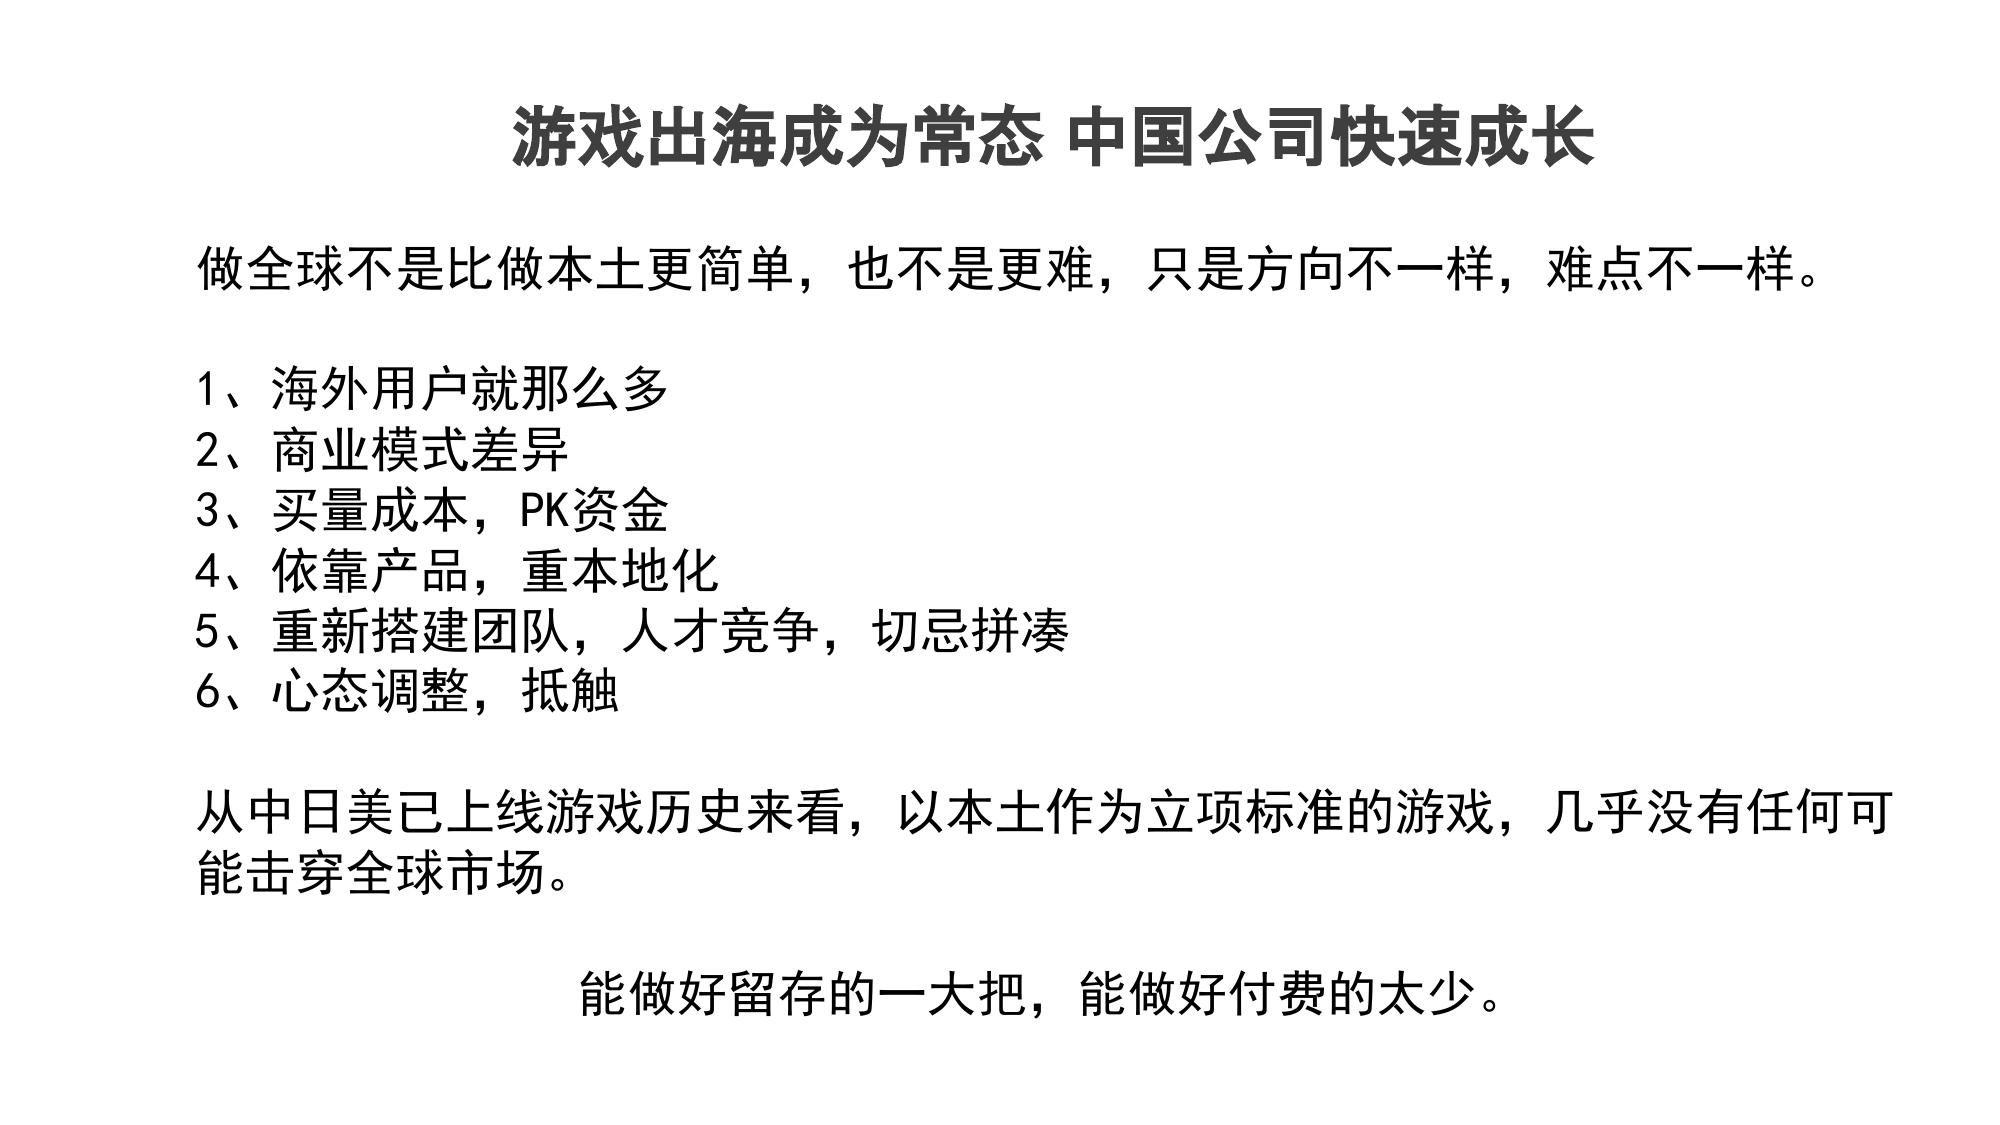 游戏出海成为常态 中国公司快速成长
做全球不是比做本土更简单，也不是更难，只是方向不一样，难点不一样。
1、海外用户就那么多
2、商业模式差异
3、买量成本，PK资金
4、依靠产品，重本地化
5、重新搭建团队，人才竞争，切忌拼凑
6、心态调整，抵触
从中日美已上线游戏历史来看，以本土作为立项标准的游戏，几乎没有任何可
能击穿全球市场。
能做好留存的一大把，能做好付费的太少。